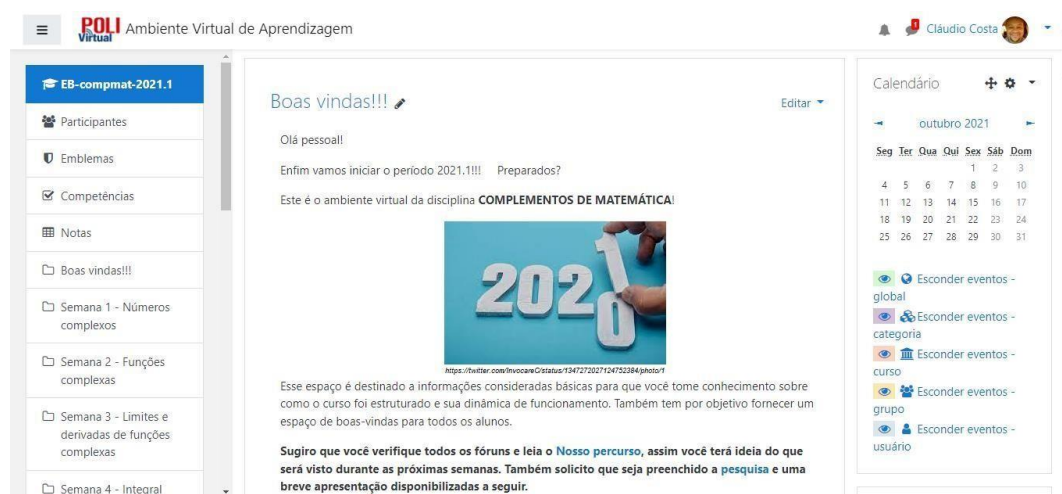 POLI Virtual Ambiente Virtual de Aprendizagem
Cláudio Costa
EB-compmat-2021.1
Participantes
Emblemas
Competências
Notas
Boas vindas!!!
Semana 1 - Números
complexos
Semana 2 - Funções
complexas
Semana 3 - Limites e
derivadas de funções
complexas
Semana 4 - Integral
Boas vindas!!!
Editar
Olá pessoal!
Enfim vamos iniciar o período 2021.1!!! Preparados?
Este é o ambiente virtual da disciplina COMPLEMENTOS DE MATEMÁTICA!
2021
0
https://twitter.com/InvocareC/status/1347272027124752384/photo/1
Esse espaço é destinado a informações consideradas básicas para que você tome conhecimento sobre
como o curso foi estruturado e sua dinâmica de funcionamento. Também tem por objetivo fornecer um
espaço de boas-vindas para todos os alunos.
Sugiro que você verifique todos os fóruns e leia o Nosso percurso, assim você terá ideia do que
será visto durante as próximas semanas. Também solicito que seja preenchido a pesquisa e uma
breve apresentação disponibilizadas a seguir.
Calendário
outubro 2021
Seg Ter Qua Qui Sex Sáb Dom
1 2 3
4 5 6 7 8 9 10
11 12 13 14 15 16 17
18 19 20 21 22 23 24
25 26 27 28 29 30 31
Esconder eventos -
global
Esconder eventos -
categoria
Esconder eventos -
curso
Esconder eventos -
grupo
Esconder eventos -
usuário